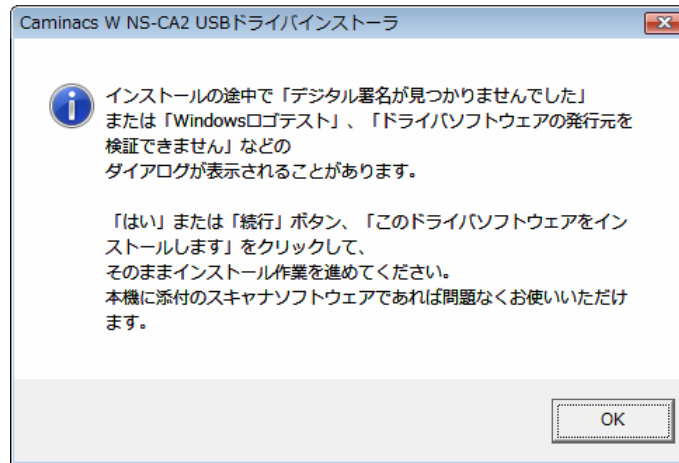 Caminacs W NS-CA2 USBドライバインストーラ
インストールの途中で「デジタル署名が見つかりませんでした」
または「Windowsロゴテスト」、「ドライバソフトウェアの発行元を
検証できません」などの
ダイアログが表示されることがあります。
「はい」または「続行」ボタン、「このドライバソフトウェアをイン
ストールします」をクリックして、
そのままインストール作業を進めてください。
本機に添付のスキャナソフトウェアであれば問題なくお使いいただけ
ます。
OK